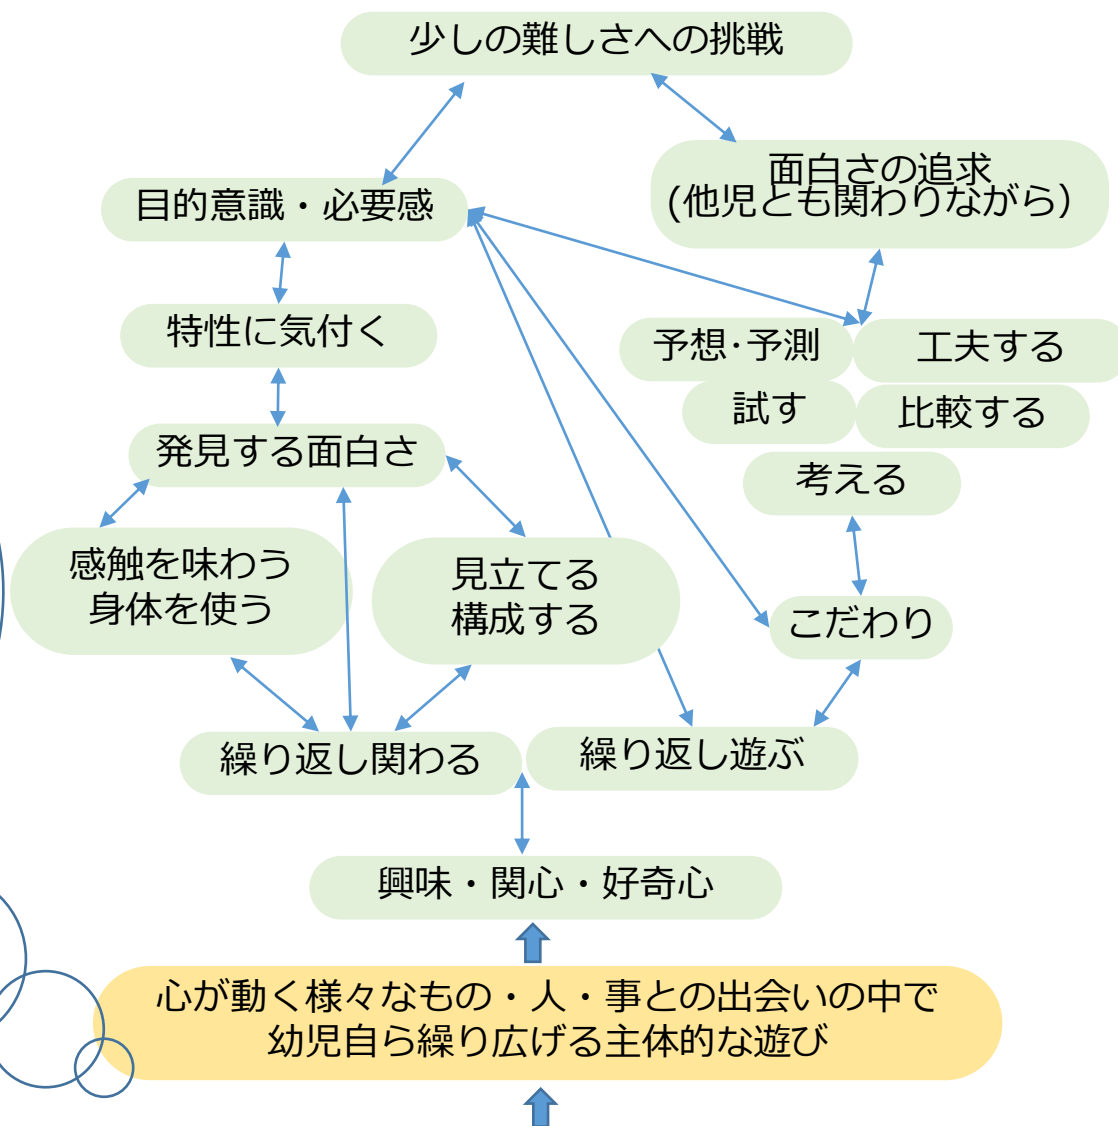 少しの難しさへの挑戦
面白さの追求
(他児とも関わりながら）
目的意識・必要感
特性に気付く
予想･予測
工夫する
試す
比較する
発見する面白さ
考える
感触を味わう
身体を使う
見立てる
構成する
こだわり
繰り返し関わる
繰り返し遊ぶ
興味・関心・好奇心
心が動く様々なもの・人・事との出会いの中で
幼児自ら繰り広げる主体的な遊び